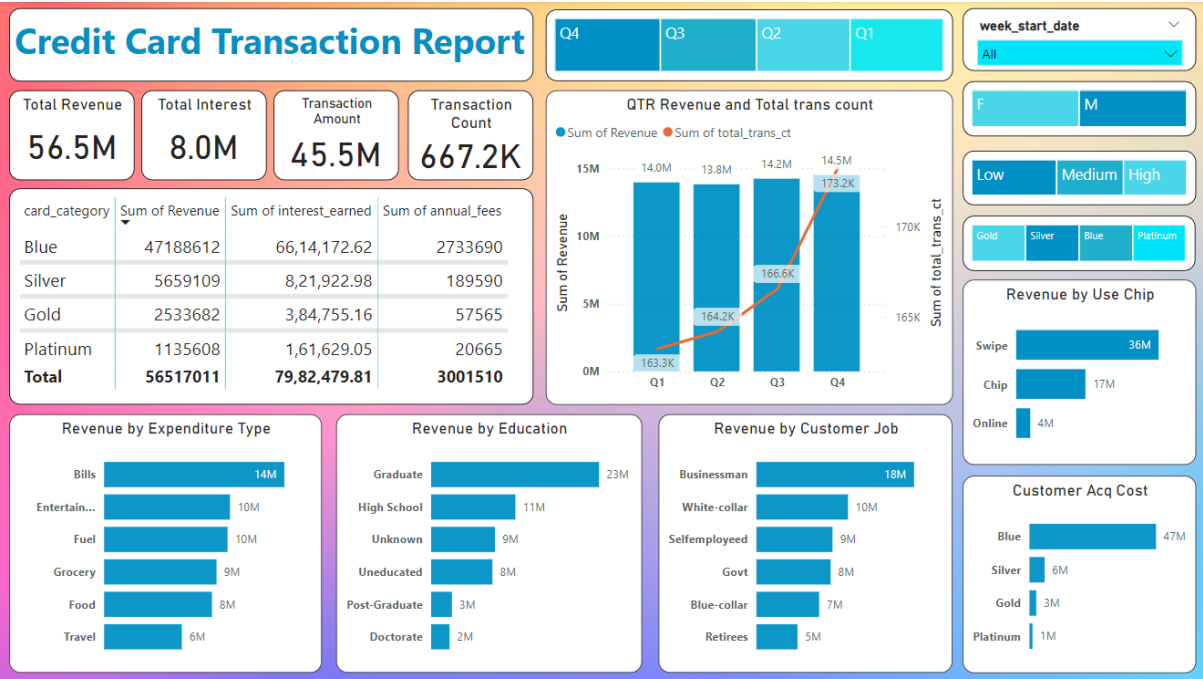 Credit Card Transaction Report
Q4 Q3 Q2 Q1
week_start_date
All
F M
Low Medium High
Gold Silver Blue Platinum
Total Revenue
56.5M
Total Interest
8.0M
Transaction
Amount
45.5M
Transaction
Count
667.2K
card_category Sum of Revenue Sum of interest_earned Sum of annual_fees
Blue 47188612 66,14,172.62 2733690
Silver 5659109 8,21,922.98 189590
Gold 2533682 3,84,755.16 57565
Platinum 1135608 1,61,629.05 20665
Total 56517011 79,82,479.81 3001510
QTR Revenue and Total trans count
Sum of Revenue Sum of total_trans_ct
Sum of Revenue
15M
10M
5M
0M
14.0M 13.8M 14.2M 14.5M
163.3K 164.2K 166.6K 173.2K
Q1 Q2 Q3 Q4
170K
165K
Sum of total_trans_ct
Revenue by Use Chip
Swipe 36M
Chip 17M
Online 4M
Revenue by Expenditure Type
Bills 14M
Entertain... 10M
Fuel 10M
Grocery 9M
Food 8M
Travel 6M
Revenue by Education
Graduate 23M
High School 11M
Unknown 9M
Uneducated 8M
Post-Graduate 3M
Doctorate 2M
Revenue by Customer Job
Businessman 18M
White-collar 10M
Selfemployeed 9M
Govt 8M
Blue-collar 7M
Retirees 5M
Customer Acq Cost
Blue 47M
Silver 6M
Gold 3M
Platinum 1M